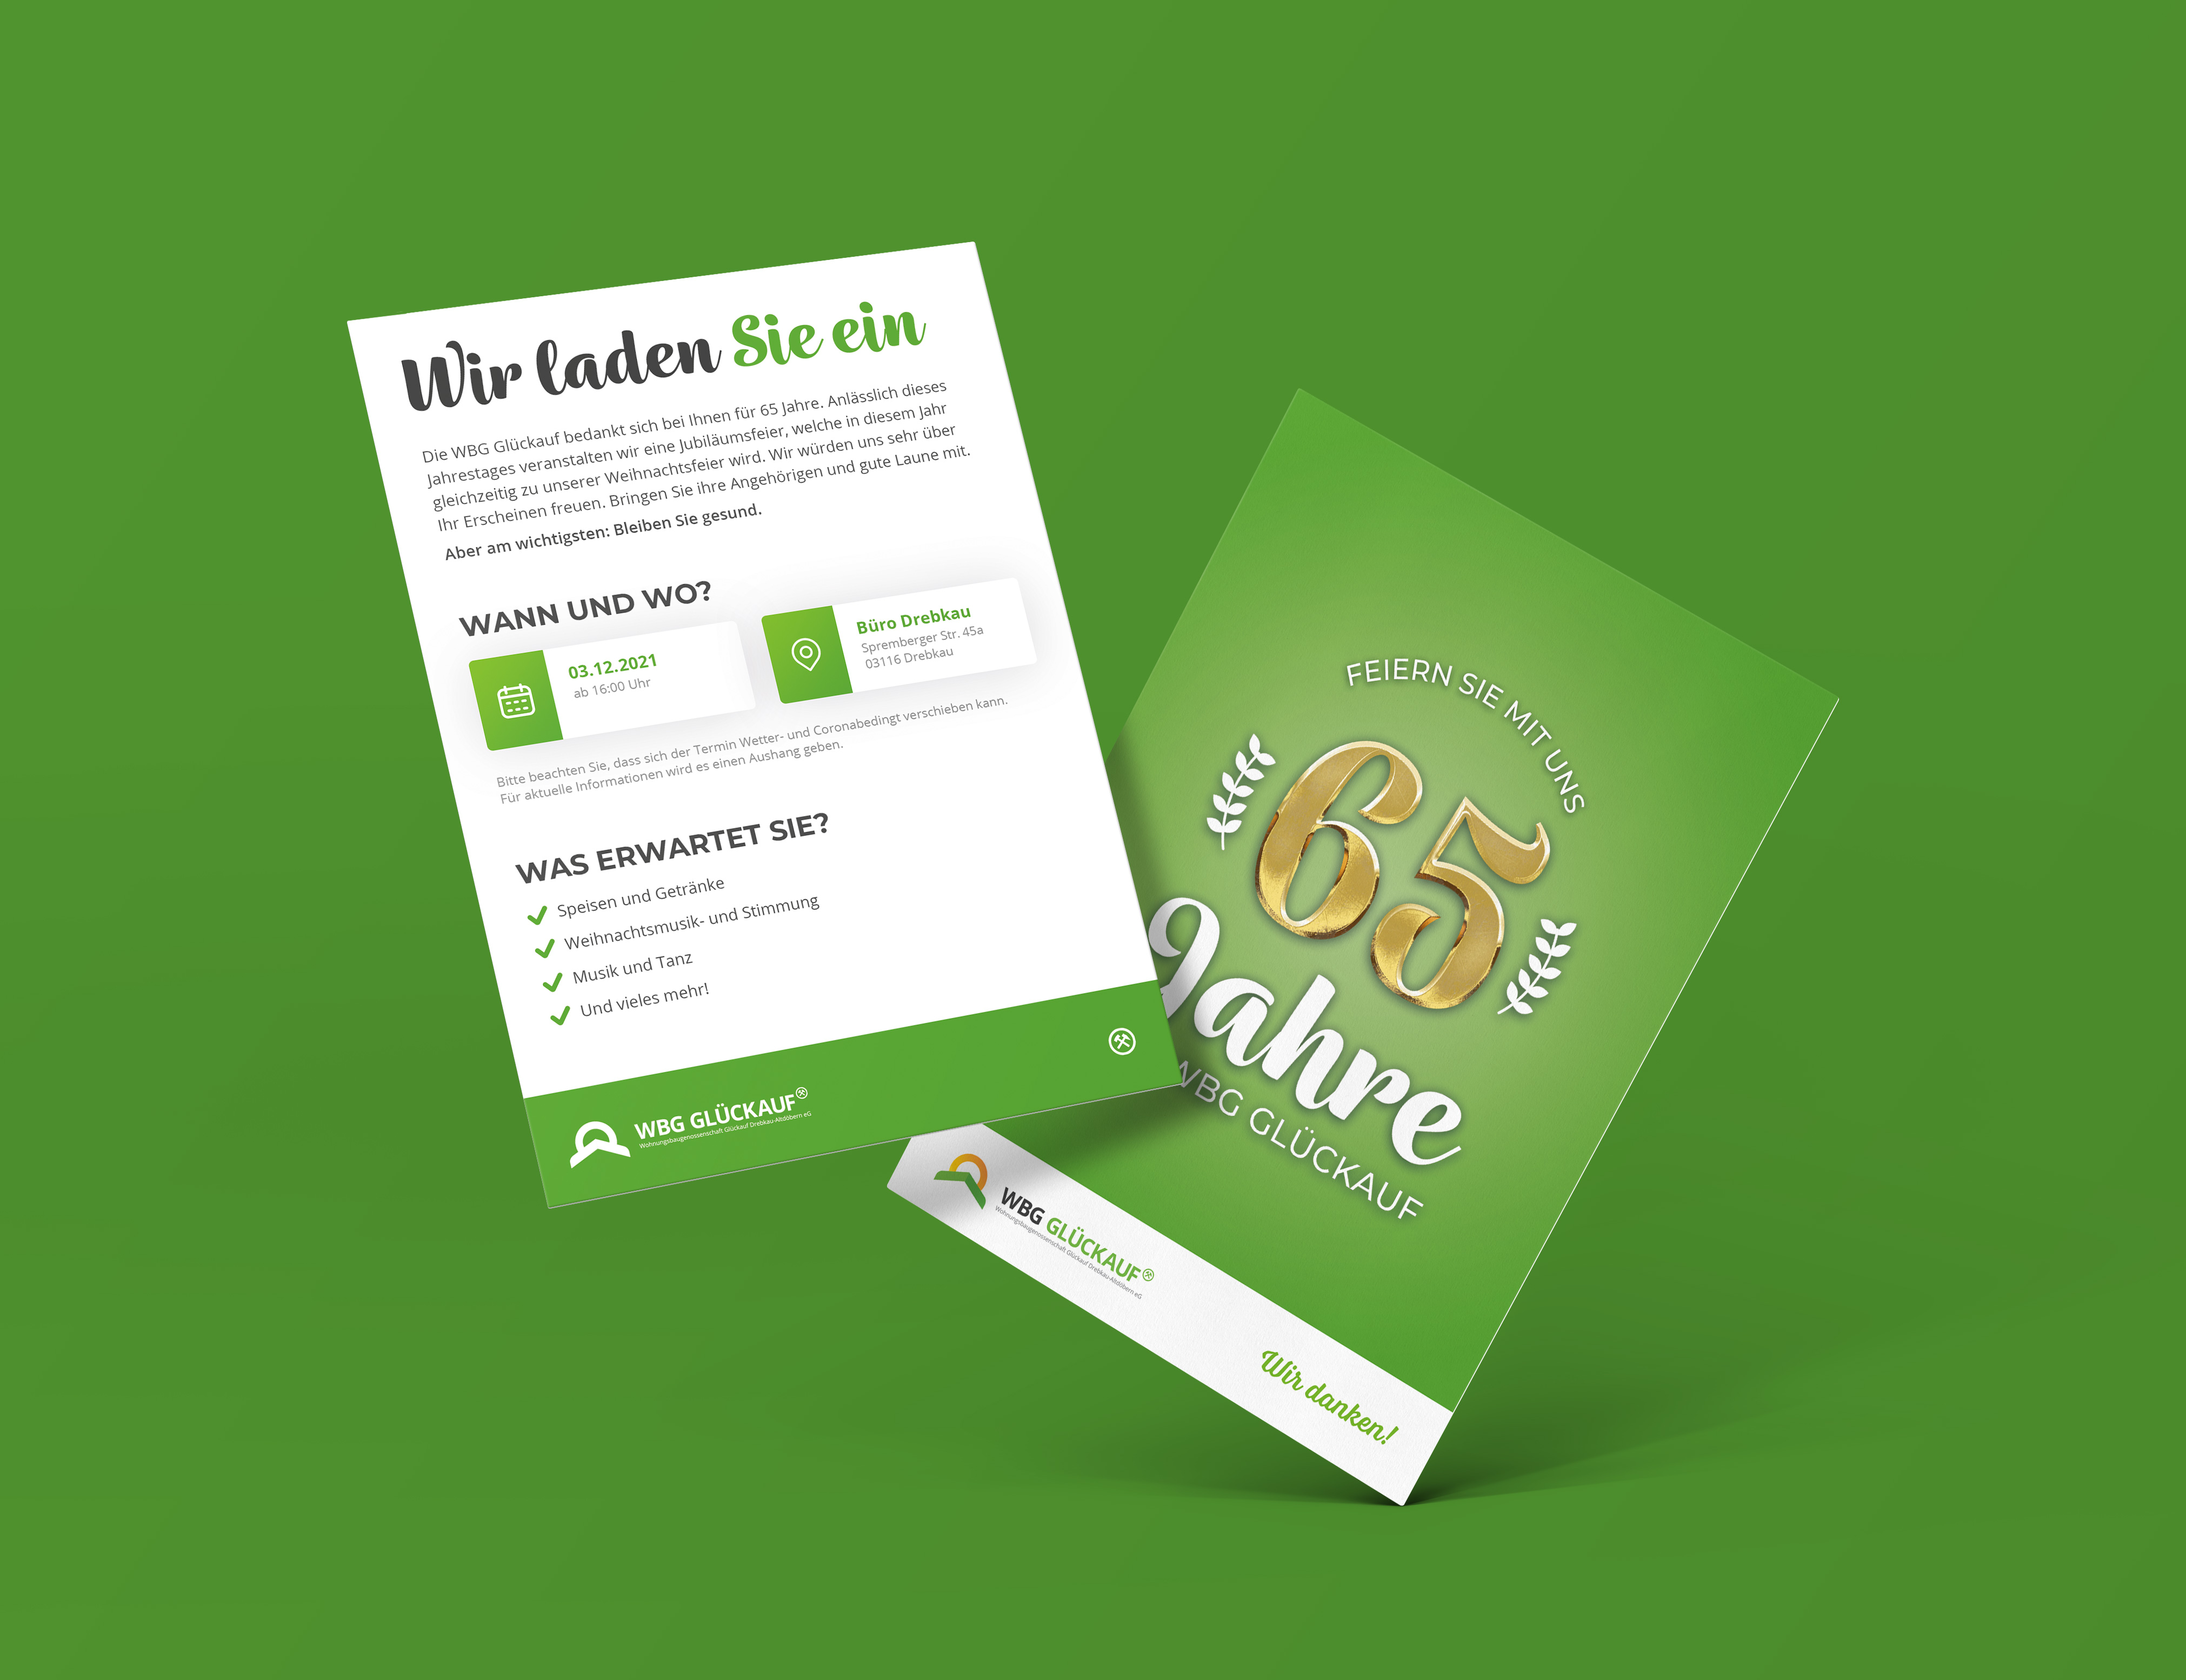 Wir laden Sie ein
Die WBG Glückauf bedankt sich bei Ihnen für 65 Jahre. Anlässlich dieses
Jahrestages veranstalten wir eine Jubiläumsfeier, welche in diesem Jahr
gleichzeitig zu unserer Weihnachtsfeier wird. Wir würden uns sehr über
Ihr Erscheinen freuen. Bringen Sie ihre Angehörigen und gute Laune mit.
Aber am wichtigsten: Bleiben Sie gesund.
WANN UND WO?
03.12.2021
ab 16:00 Uhr
Büro Drebkau
Spremberger Str. 45a
03116 Drebkau
Bitte beachten Sie, dass sich der Termin Wetter- und Coronabedingt verschieben kann.
Für aktuelle Informationen wird es einen Aushang geben.
WAS ERWARTET SIE?
Speisen und Getränke
Weihnachtsmusik- und Stimmung
Musik und Tanz
Und vieles mehr!
WBG GLÜCKAUF
Wohnungsbaugenossenschaft Glückauf Drebkau-Altdöbern eG
FEIERN SIE MIT UNS
65
Jahre
WBG GLÜCKAUF
WBG GLÜCKAUF
Wohnungsbaugenossenschaft Glückauf Drebkau-Altdöbern eG
Wir danken!